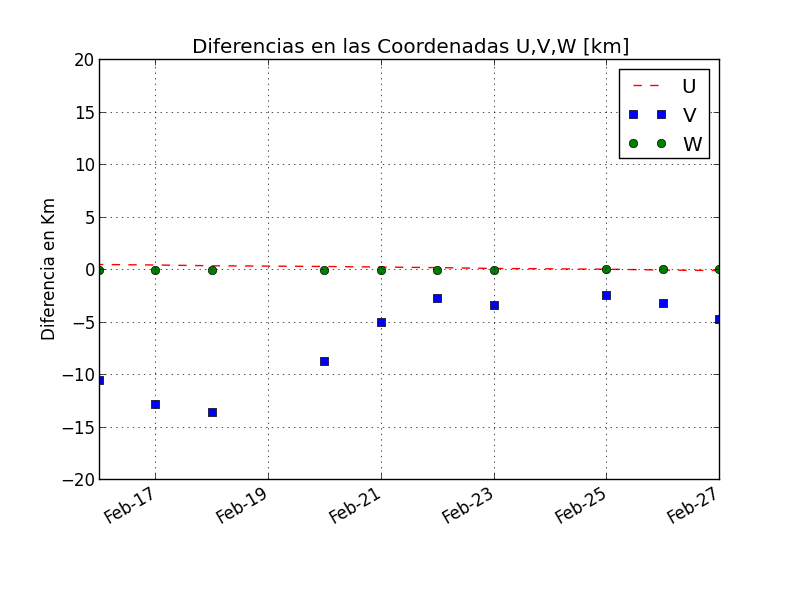 Diferencias en las Coordenadas U,V,W [km]
20
15
10
5
0
−5
−10
−15
−20
Diferencia en Km
U
V
W
Feb-17
Feb-19
Feb-21
Feb-23
Feb-25
Feb-27